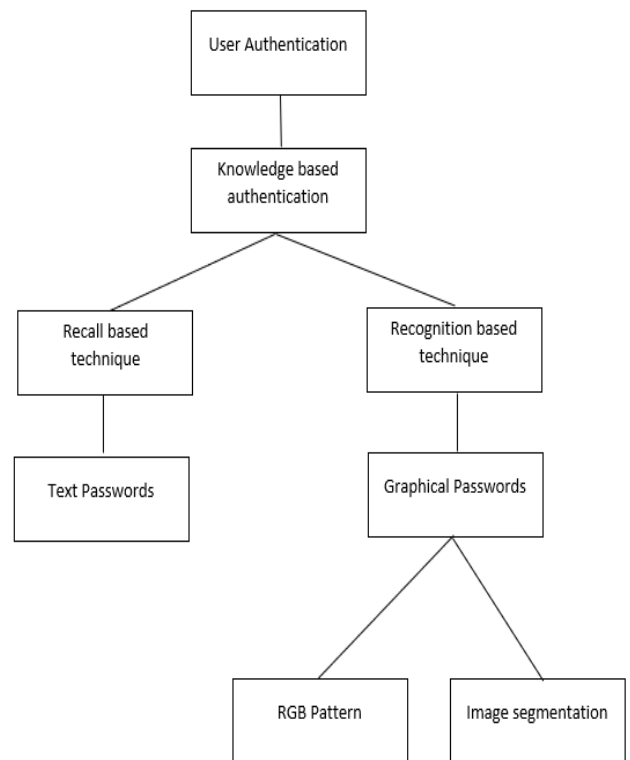 User Authentication
Knowledge based
authentication
Recall based
technique
Recognition based
technique
Text Passwords
Graphical Passwords
RGB Pattern
Image segmentation